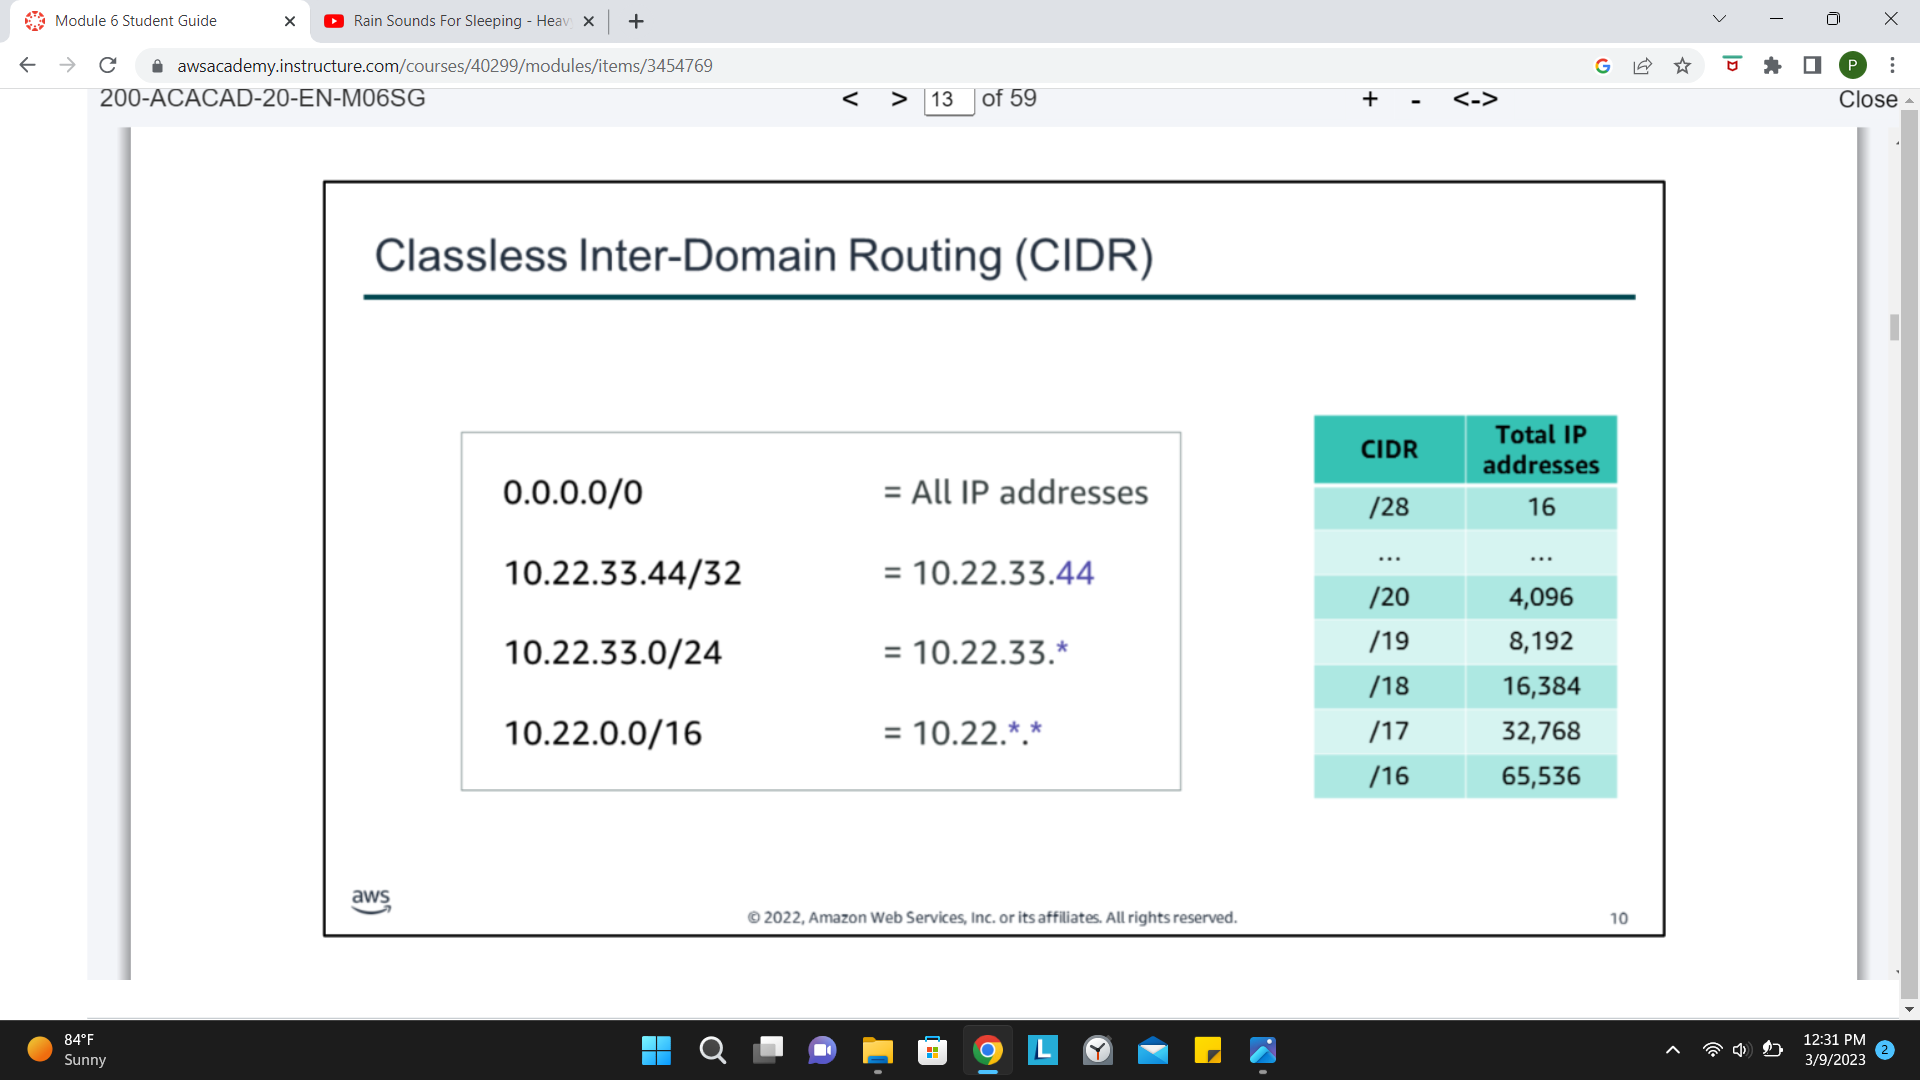 Module 6 Student Guide
Rain Sounds For Sleeping - Heav
awsacademy.instructure.com/courses/40299/modules/items/3454769
P
200-ACACAD-20-EN-M06SG
< > 13 of 59
+ - <->
Close
Classless Inter-Domain Routing (CIDR)
0.0.0.0/0 = All IP addresses
10.22.33.44/32 = 10.22.33.44
10.22.33.0/24 = 10.22.33.*
10.22.0.0/16 = 10.22.*.*
CIDR Total IP addresses
/28 16
... ...
/20 4,096
/19 8,192
/18 16,384
/17 32,768
/16 65,536
aws
© 2022, Amazon Web Services, Inc. or its affiliates. All rights reserved.
10
84°F
Sunny
L
12:31 PM
3/9/2023
2